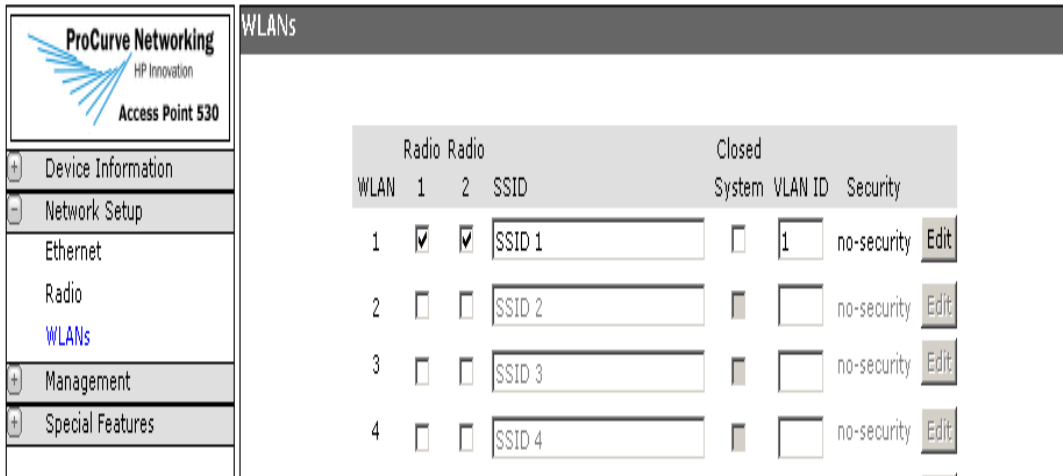 ProCurve Networking
HP Innovation
Access Point 530
Device Information
Network Setup
Ethernet
Radio
WLANs
Management
Special Features
WLANs
Radio Radio Closed
WLAN 1 2 SSID System VLAN ID Security
1 SSID 1 1 no-security Edit
2 SSID 2 no-security Edit
3 SSID 3 no-security Edit
4 SSID 4 no-security Edit